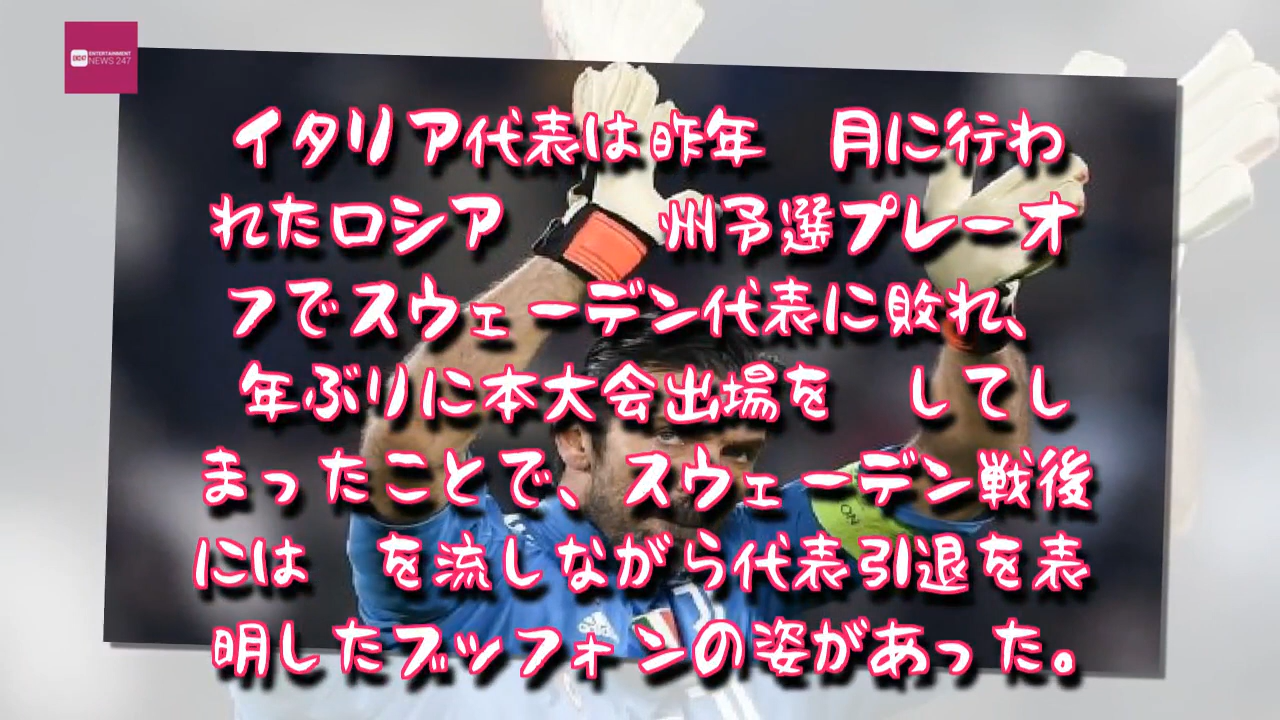 ENTERTAINMENT
NEWS 247
イタリア代表は昨年　月に行わ
れたロシア　　州予選プレーオ
フでスウェーデン代表に敗れ、
年ぶりに本大会出場を　してし
まったことで、スウェーデン戦後
には　を流しながら代表引退を表
明したブッフォンの姿があった。